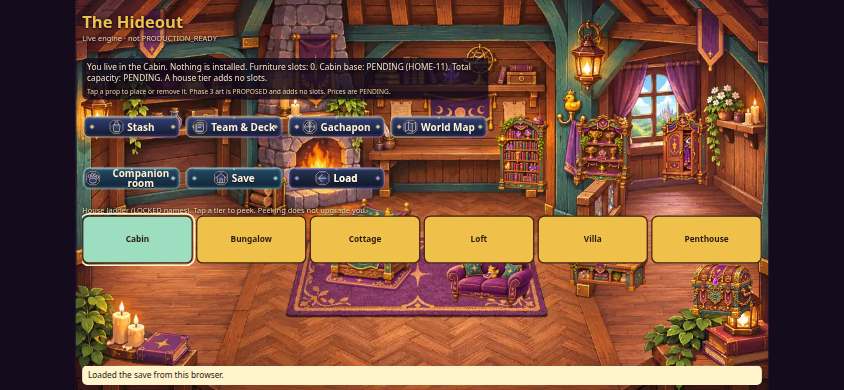 The Hideout
Live engine · not PRODUCTION_READY
You live in the Cabin. Nothing is installed. Furniture slots: 0. Cabin base: PENDING (HOME-11). Total
capacity: PENDING. A house tier adds no slots.
Tap a prop to place or remove it. Phase 3 art is PROPOSED and adds no slots. Prices are PENDING.
Stash
Team & Deck
Gachapon
World Map
Companion
room
Save
Load
House ladder (LOCKED names). Tap a tier to peek. Peeking does not upgrade you.
Cabin
Bungalow
Cottage
Loft
Villa
Penthouse
Loaded the save from this browser.